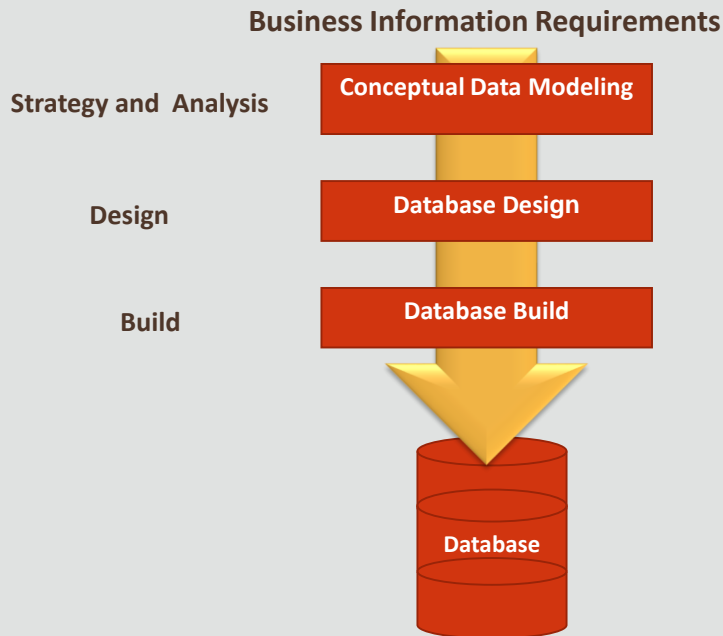 Business Information Requirements
Strategy and  Analysis
Conceptual Data Modeling
Design
Database Design
Build
Database Build
Database